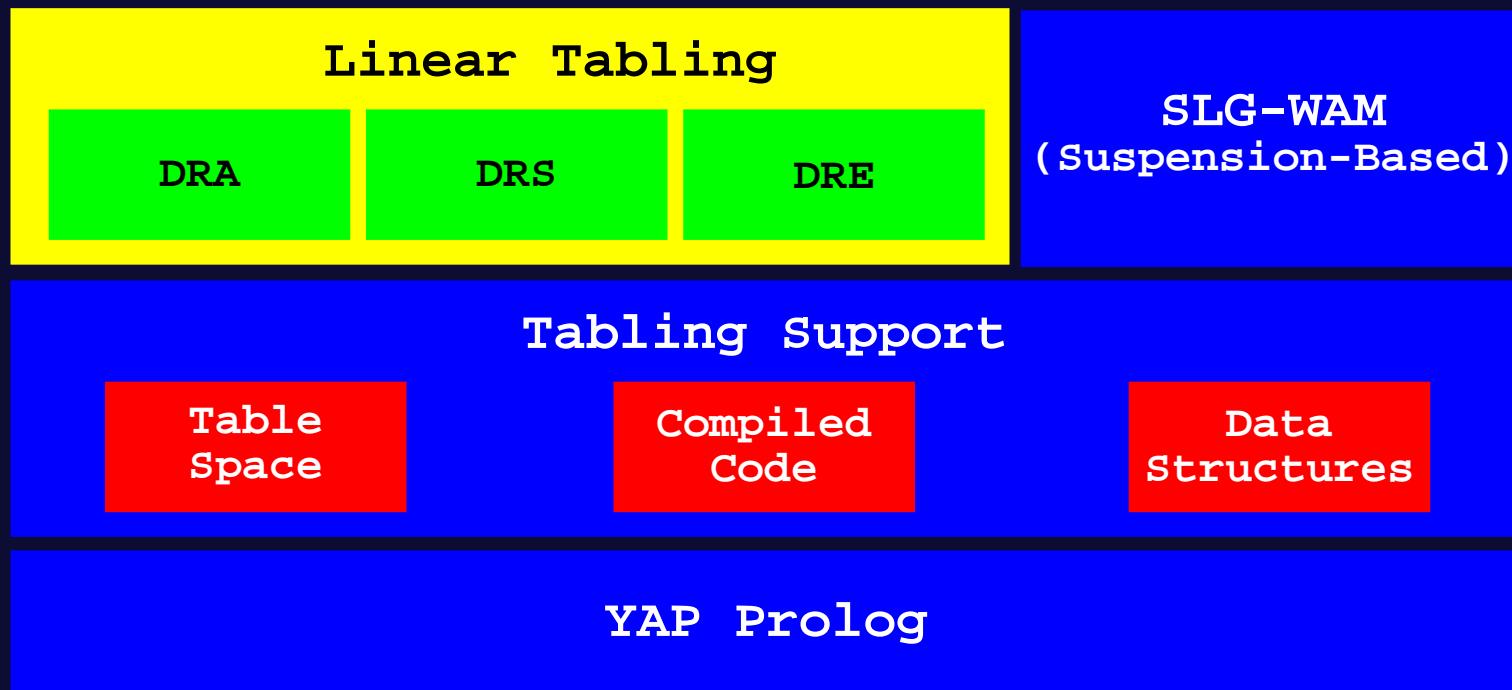 Linear Tabling
DRA
DRS
DRE
SLG-WAM
(Suspension-Based)
Tabling Support
Table
Space
Compiled
Code
Data
Structures
YAP Prolog